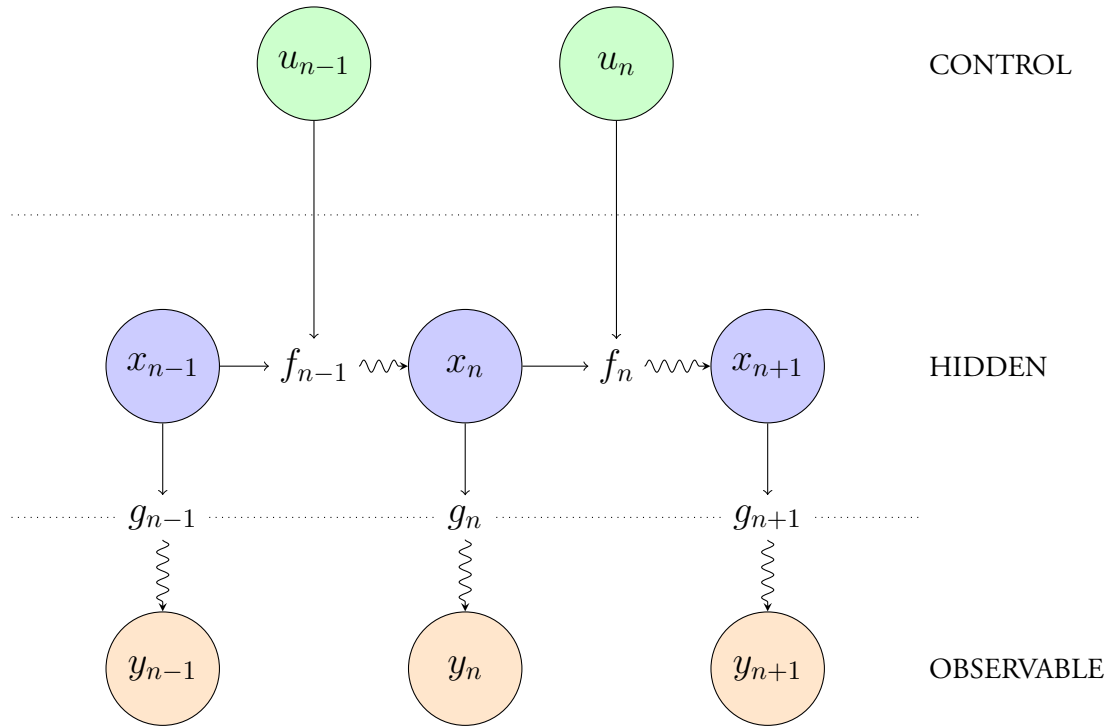 u_{n−1} u_n CONTROL
x_{n−1} f_{n−1} x_n f_n x_{n+1} HIDDEN
g_{n−1} g_n g_{n+1}
y_{n−1} y_n y_{n+1} OBSERVABLE